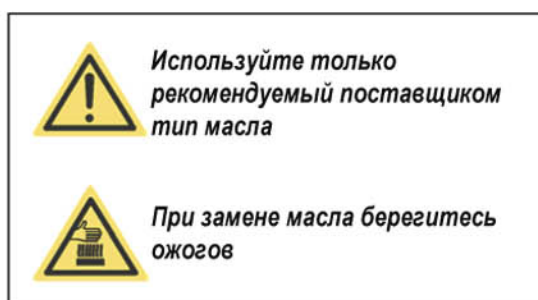 Используйте только
рекомендуемый поставщиком
тип масла
При замене масла берегитесь
ожогов